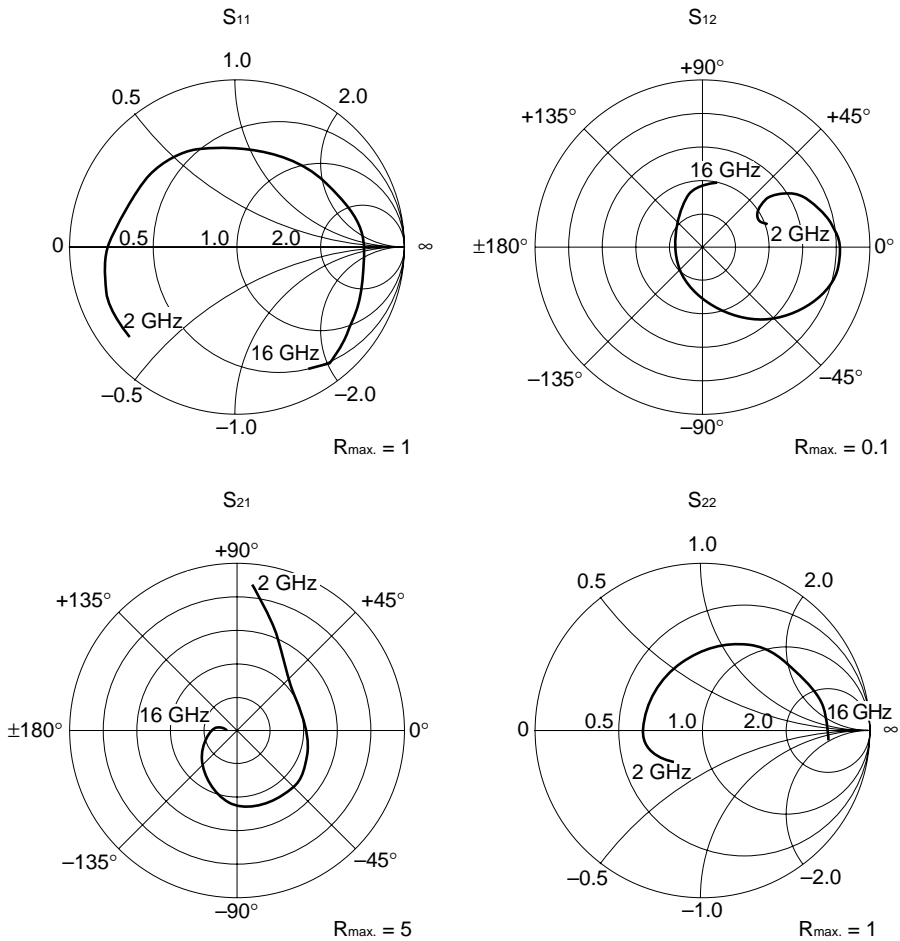 S11
1.0
0.5
2.0
0
0.5
1.0
2.0
∞
2 GHz
16 GHz
–0.5
–2.0
–1.0
Rmax. = 1
S12
+90°
+135°
+45°
16 GHz
2 GHz
±180°
0°
–135°
–45°
–90°
Rmax. = 0.1
S21
+90°
2 GHz
+135°
+45°
16 GHz
±180°
0°
–135°
–45°
–90°
Rmax. = 5
S22
1.0
0.5
2.0
16 GHz
0
0.5
1.0
2.0
∞
2 GHz
–0.5
–2.0
–1.0
Rmax. = 1